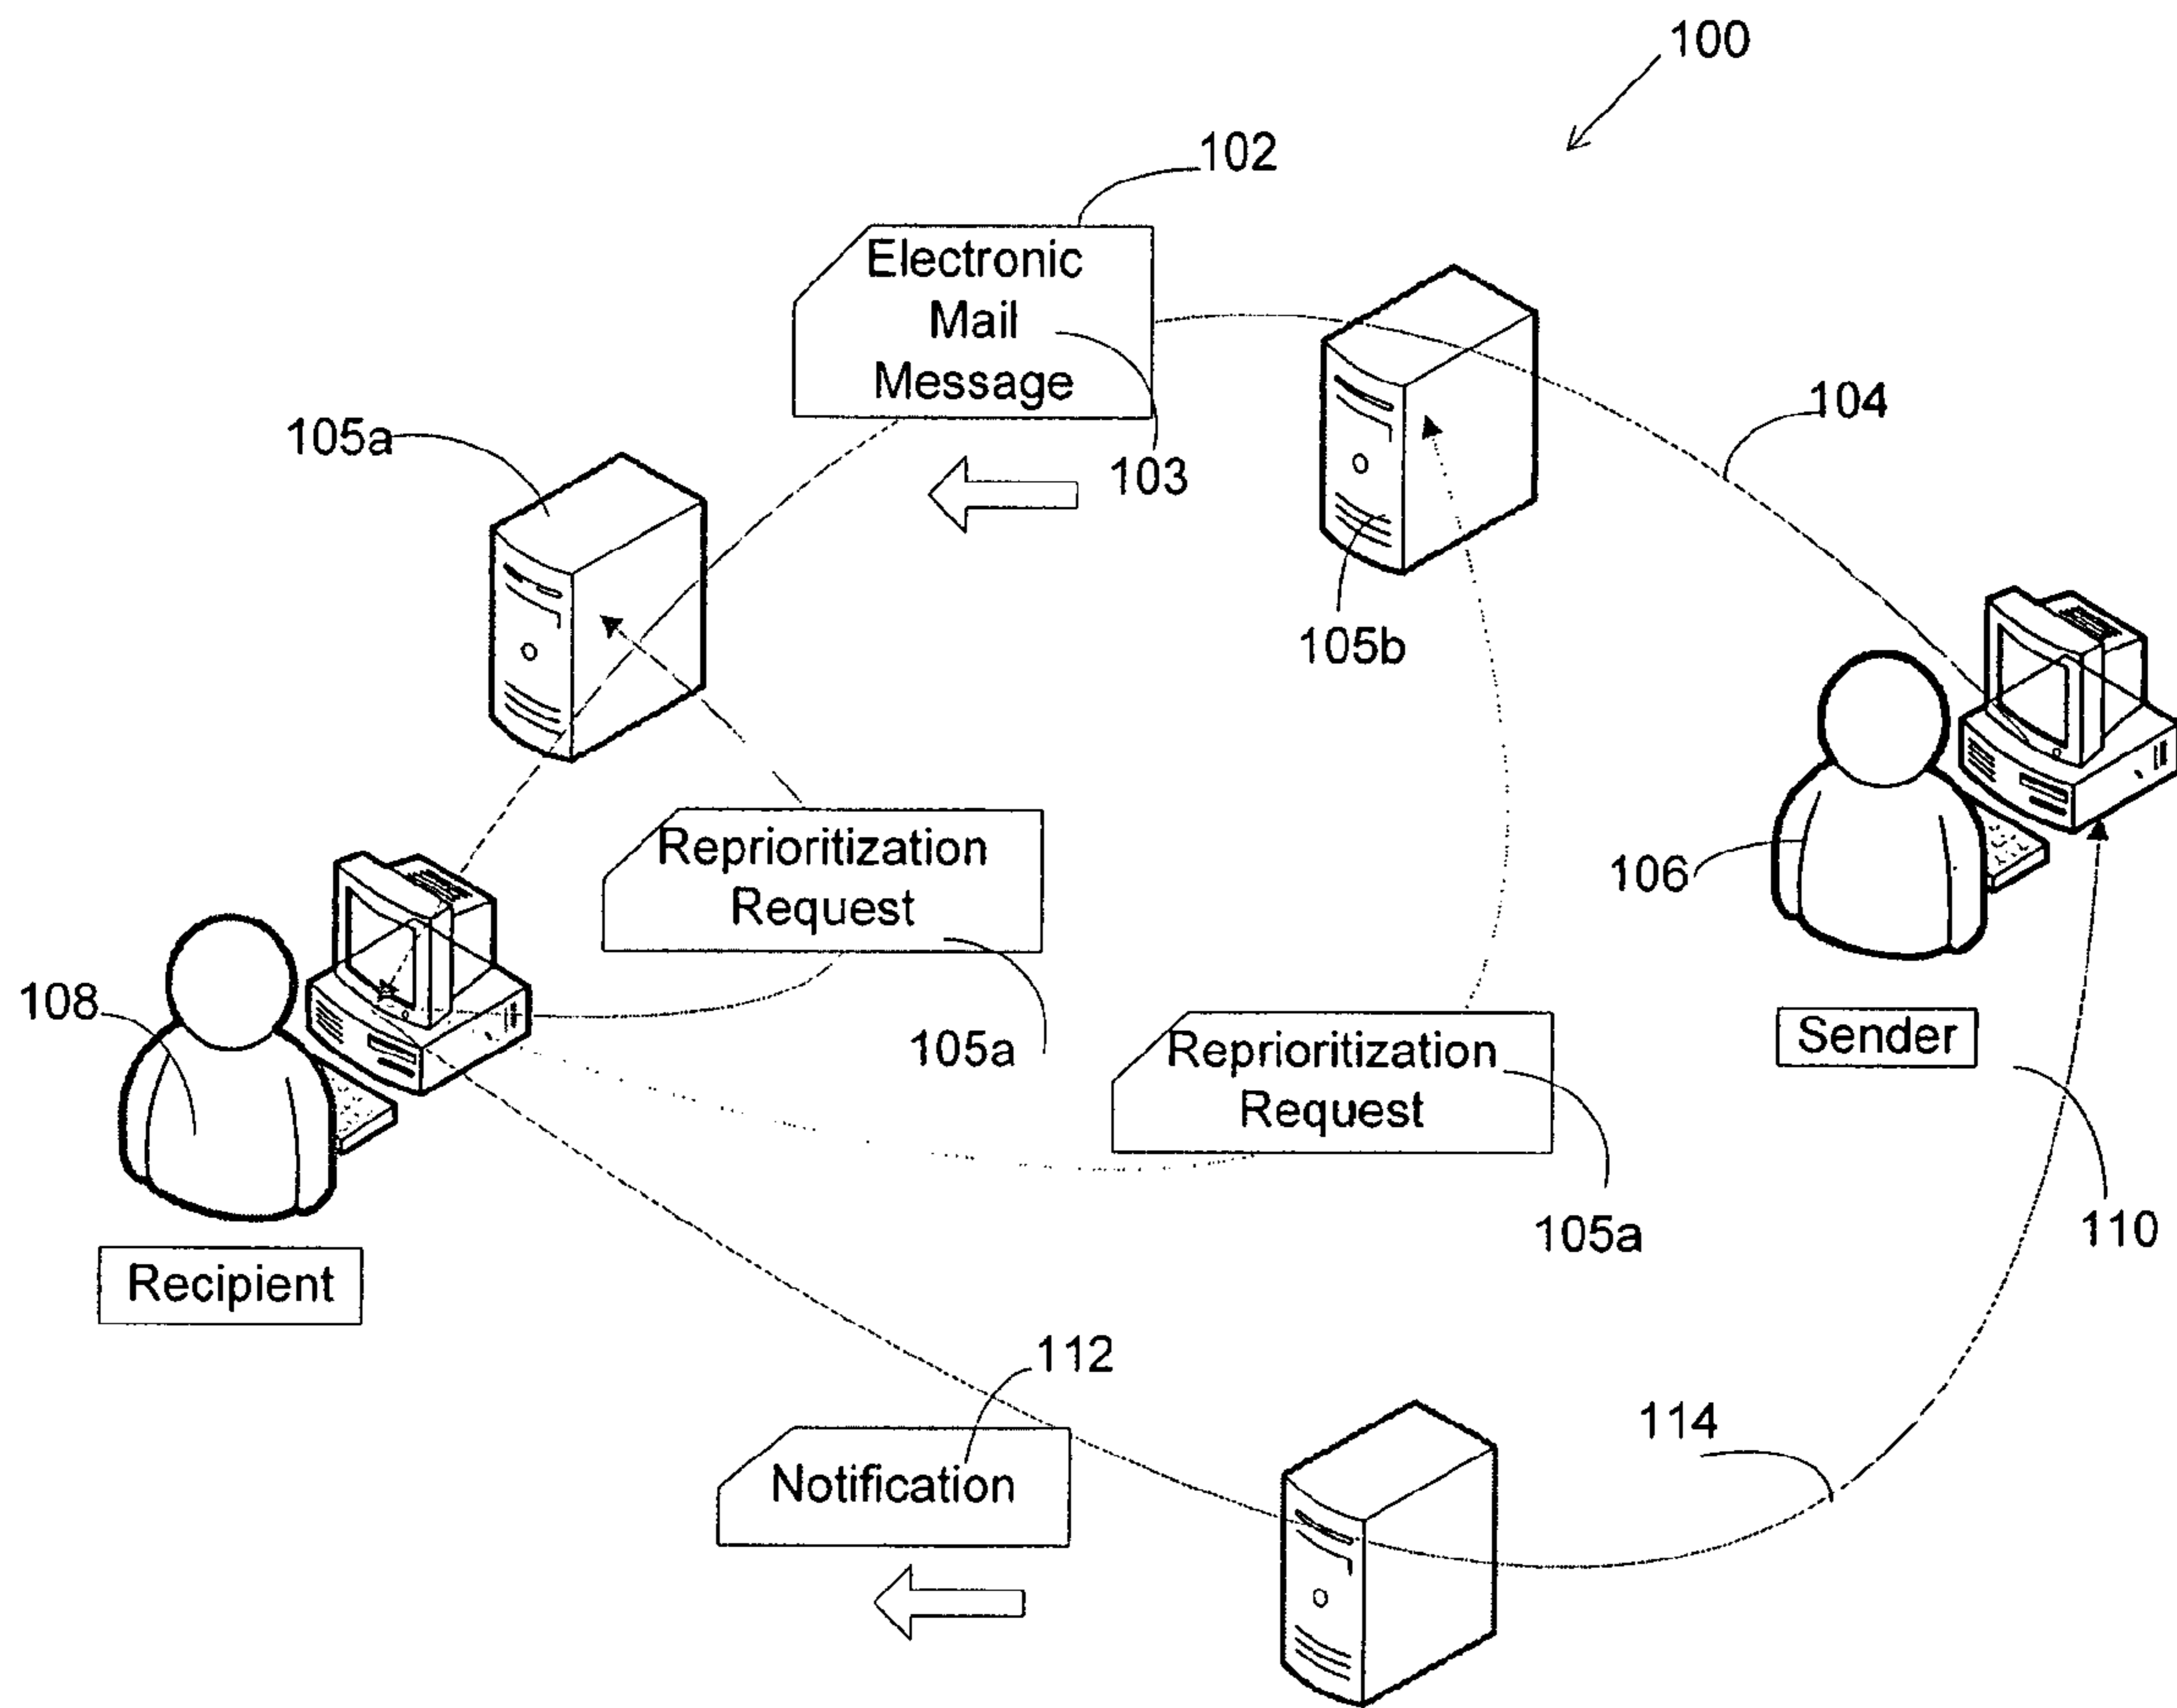 100
102
Electronic
Mail
Message
103
104
105a
105b
106
Reprioritization
Request
105a
108
Sender
Reprioritization
Request
105a
110
Recipient
112
Notification
114